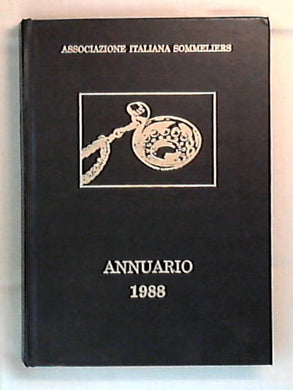 ASSOCIAZIONE ITALIANA SOMMELIERS
ANNUARIO
1988